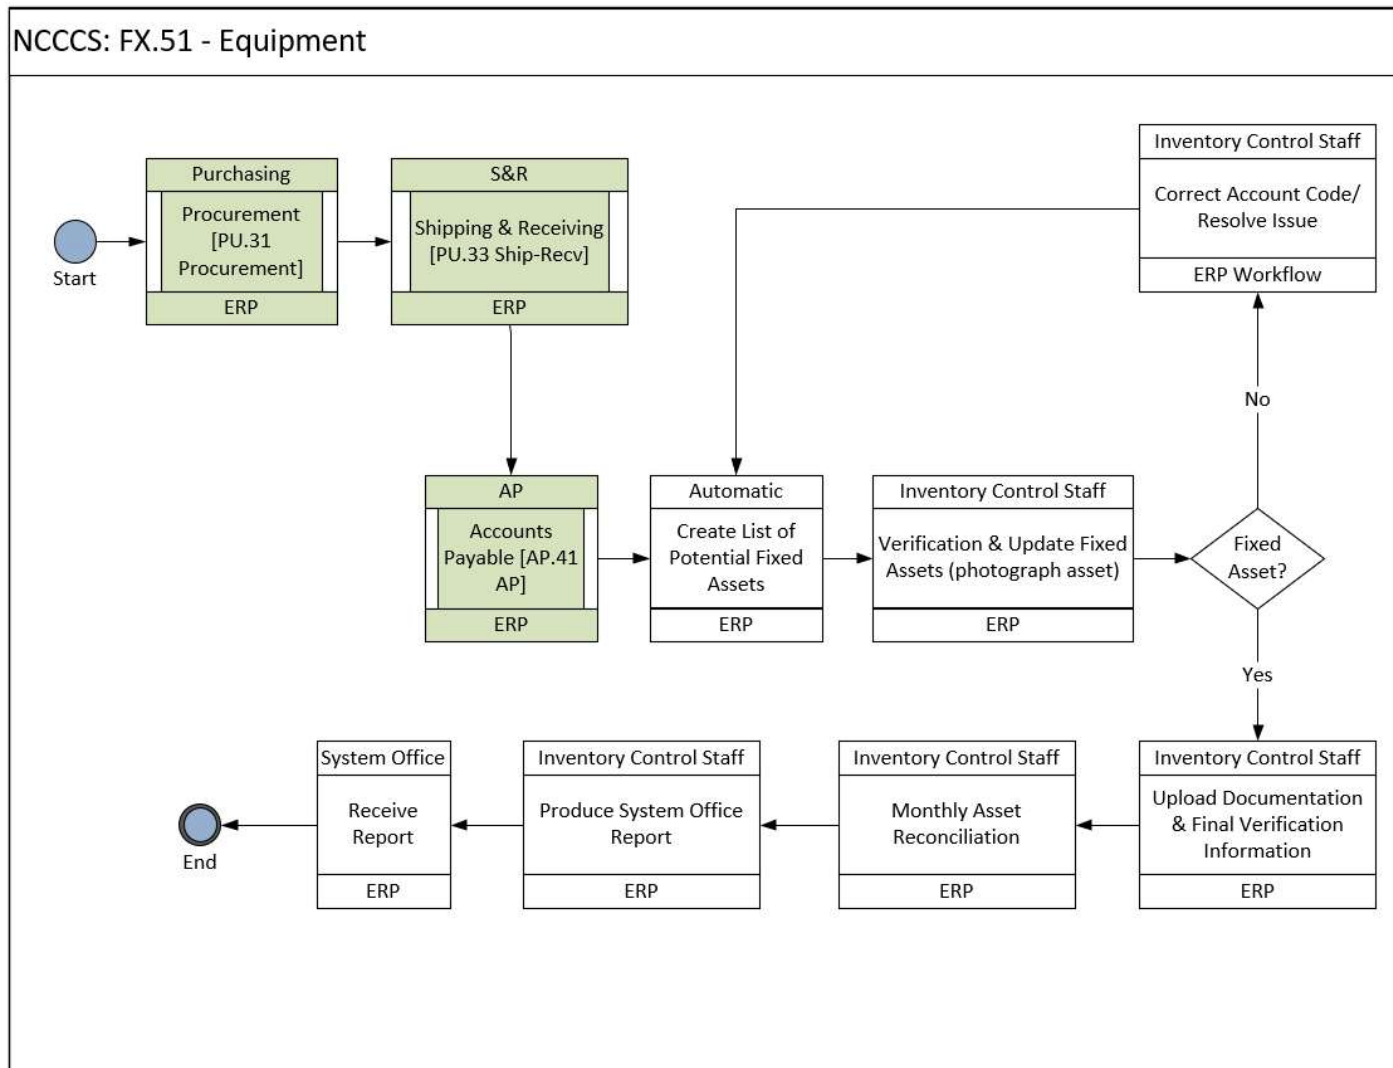 NCCCS: FX.51 - Equipment
Start
Purchasing
Procurement
[PU.31
Procurement]
ERP
S&R
Shipping & Receiving
[PU.33 Ship-Recv]
ERP
Inventory Control Staff
Correct Account Code/
Resolve Issue
ERP Workflow
No
AP
Accounts
Payable [AP.41
AP]
ERP
Automatic
Create List of
Potential Fixed
Assets
ERP
Inventory Control Staff
Verification & Update Fixed
Assets (photograph asset)
ERP
Fixed
Asset?
Yes
Inventory Control Staff
Upload Documentation
& Final Verification
Information
ERP
Inventory Control Staff
Monthly Asset
Reconciliation
ERP
Inventory Control Staff
Produce System Office
Report
ERP
System Office
Receive
Report
ERP
End